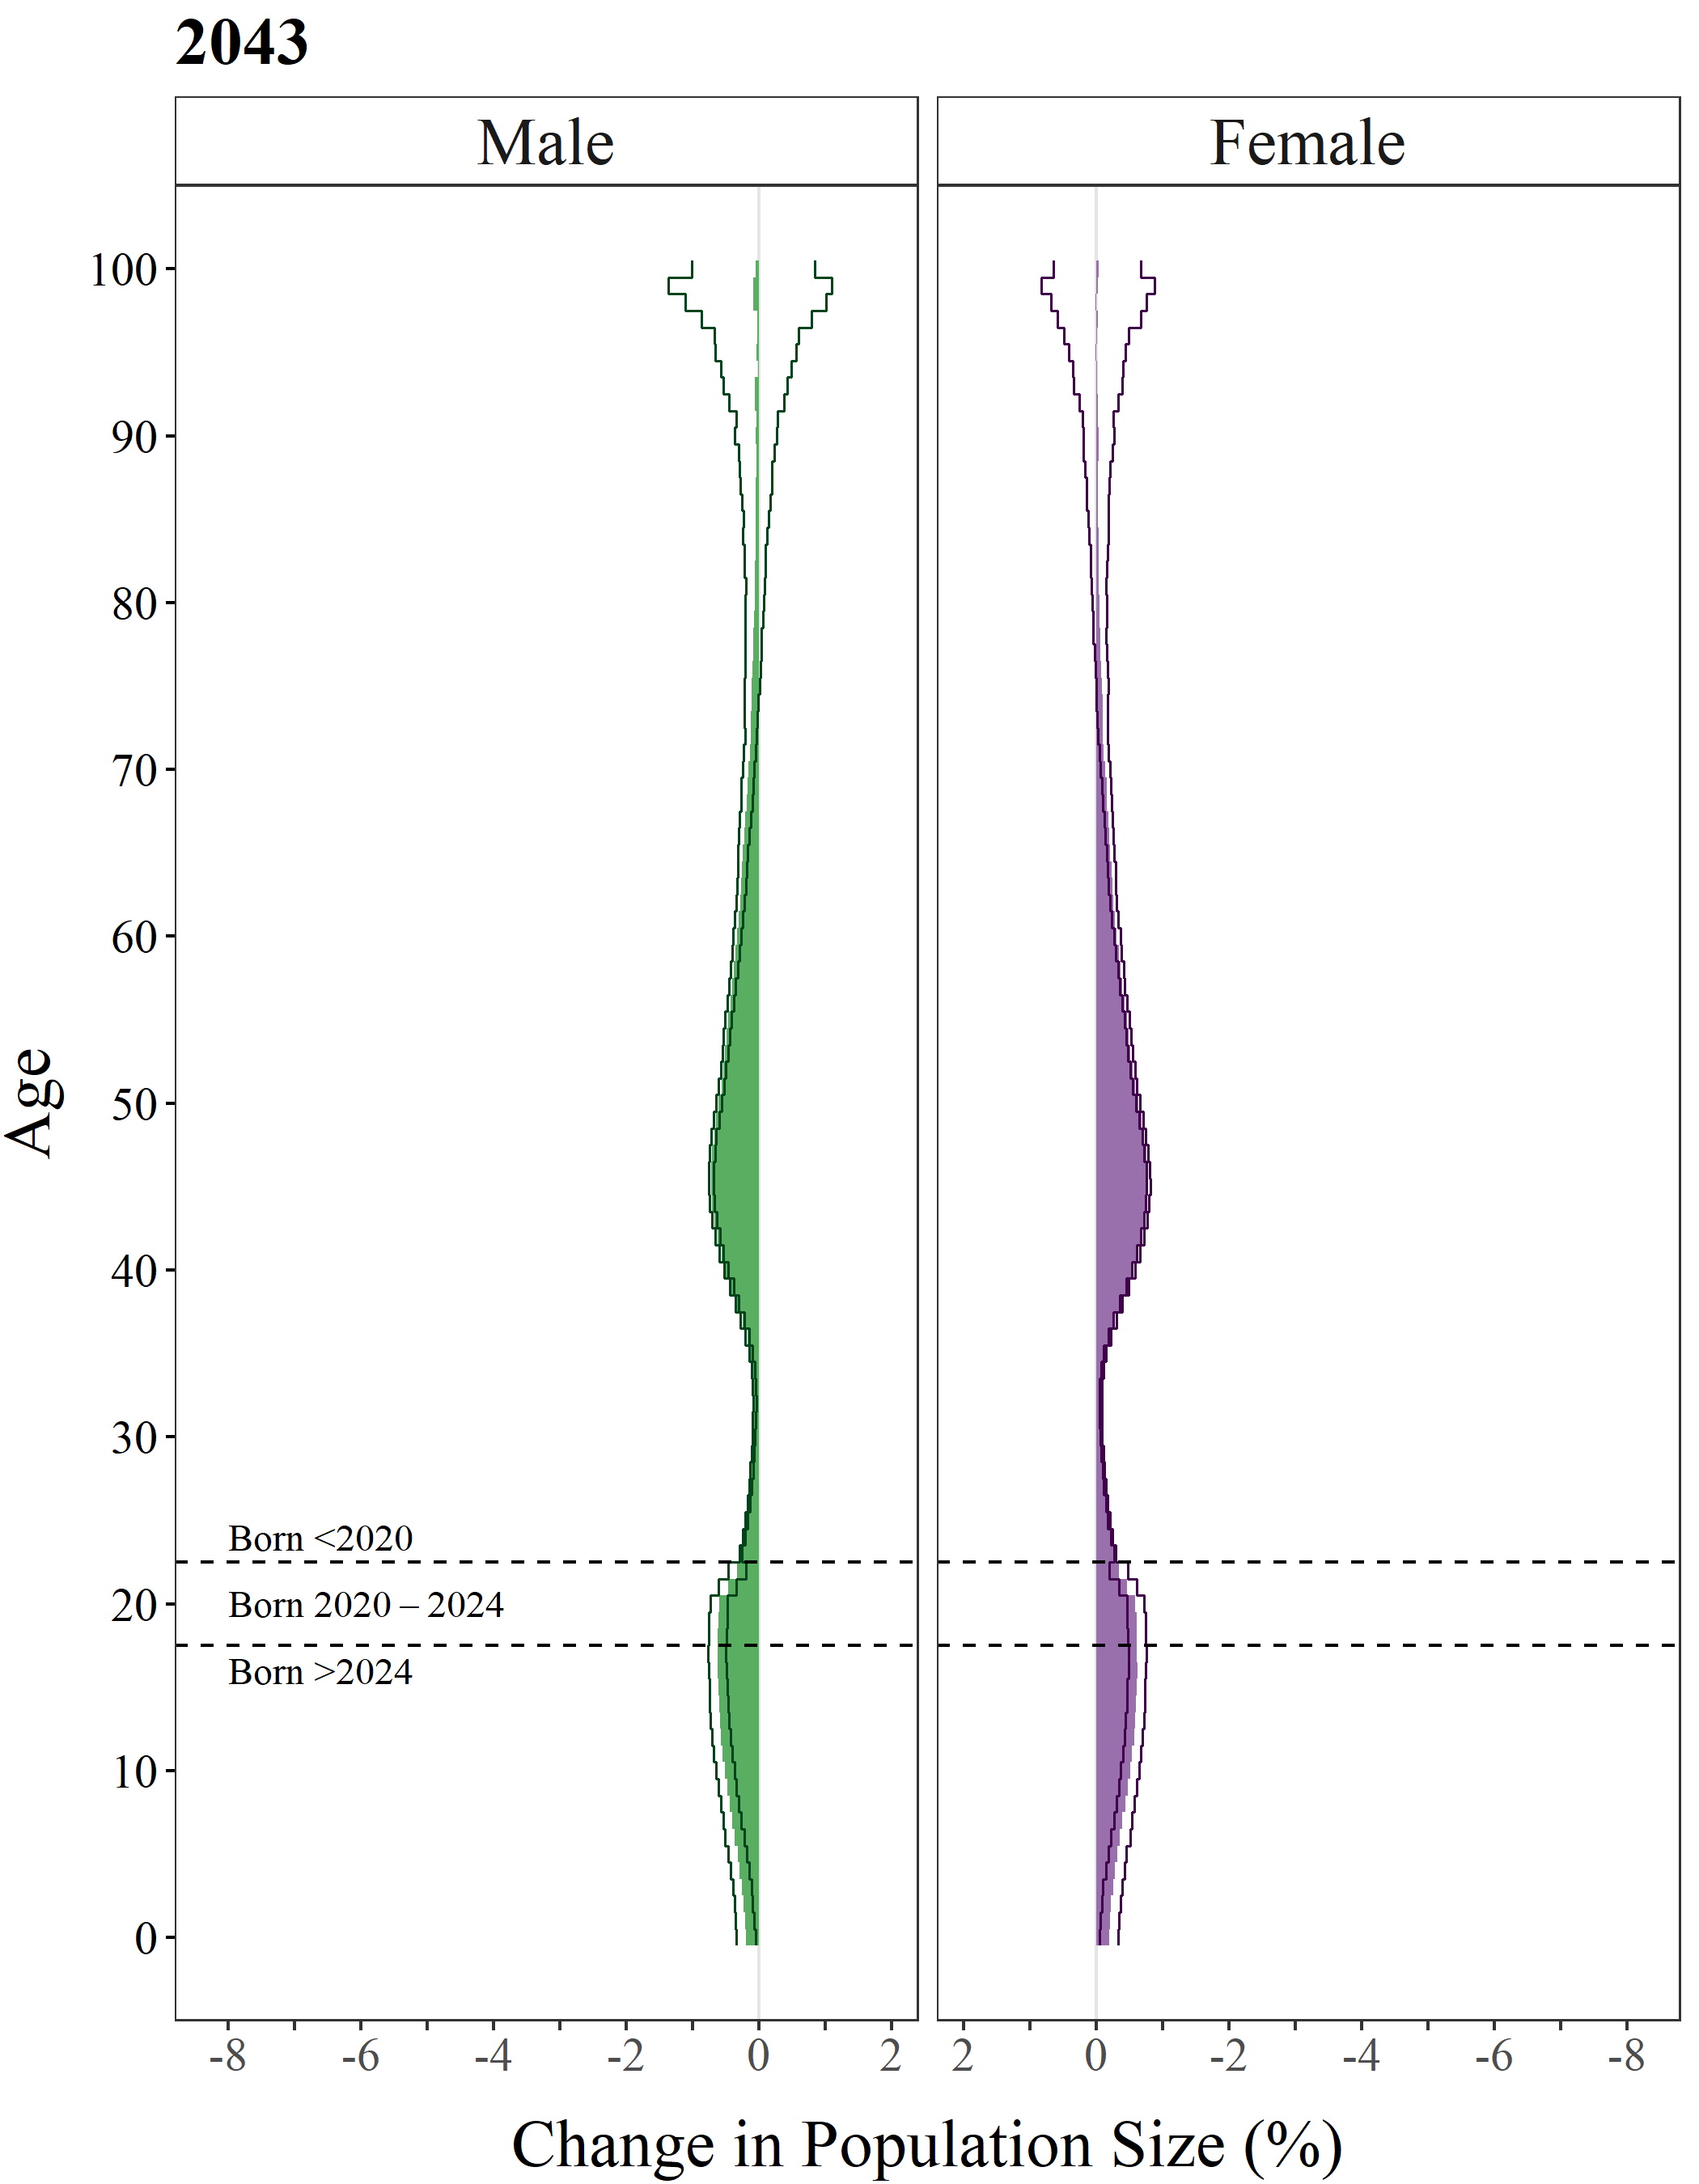 2043
Male
Female
100
90
80
70
60
50
40
30
20
10
0
Age
Born <2020
Born 2020 – 2024
Born >2024
-8 -6 -4 -2 0 2
2 0 -2 -4 -6 -8
Change in Population Size (%)